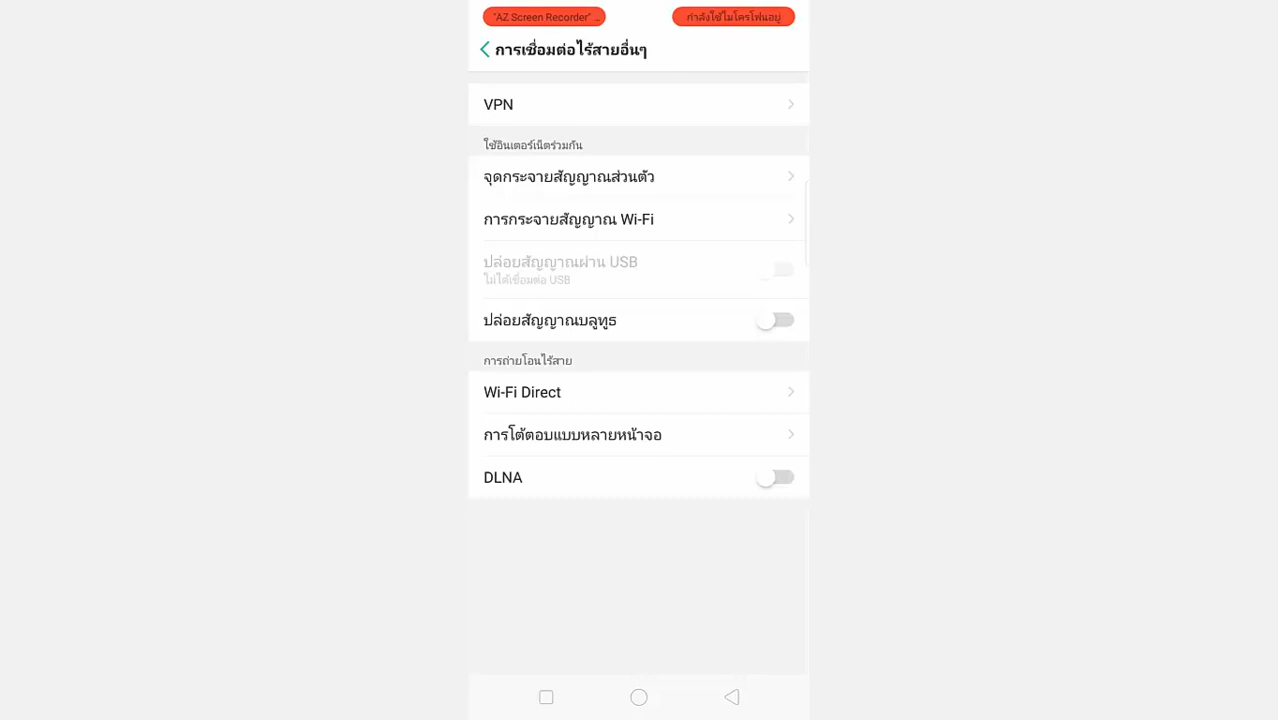 "AZ Screen Recorder" ...
กำลังใช้ไมโครโฟนอยู่
การเชื่อมต่อไร้สายอื่นๆ
VPN
ใช้อินเตอร์เน็ตร่วมกัน
จุดกระจายสัญญาณส่วนตัว
การกระจายสัญญาณ Wi-Fi
ปล่อยสัญญาณผ่าน USB
ไม่ได้เชื่อมต่อ USB
ปล่อยสัญญาณบลูทูธ
การถ่ายโอนไร้สาย
Wi-Fi Direct
การโต้ตอบแบบหลายหน้าจอ
DLNA